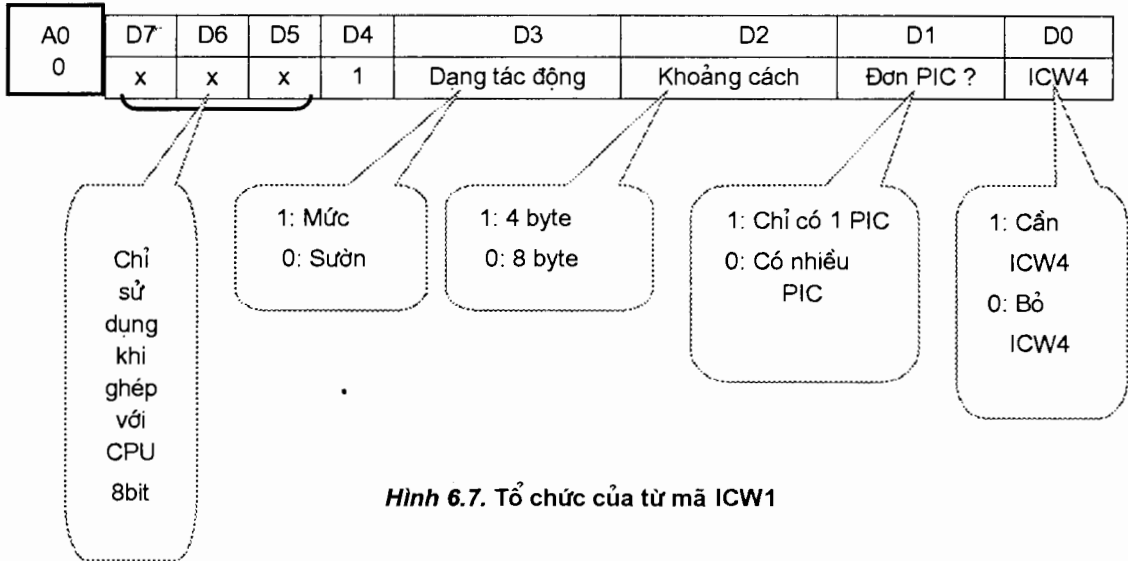 A0 D7 D6 D5 D4 D3 D2 D1 D0
0 x x x 1 Dạng tác động Khoảng cách Đơn PIC ? ICW4
Chỉ
sử
dụng
khi
ghép
với
CPU
8bit
1: Mức
0: Sườn
1: 4 byte
0: 8 byte
1: Chỉ có 1 PIC
0: Có nhiều
PIC
1: Cần
ICW4
0: Bỏ
ICW4
Hình 6.7. Tổ chức của từ mã ICW1